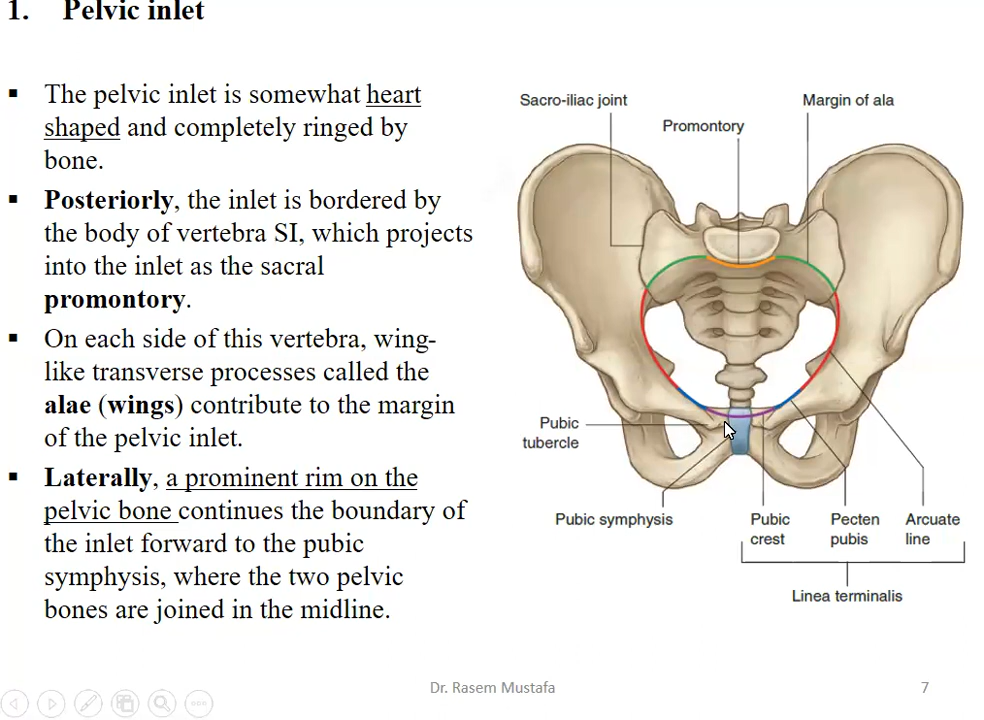 1. Pelvic inlet
▪ The pelvic inlet is somewhat heart
shaped and completely ringed by
bone.
▪ Posteriorly, the inlet is bordered by
the body of vertebra SI, which projects
into the inlet as the sacral
promontory.
▪ On each side of this vertebra, wing-
like transverse processes called the
alae (wings) contribute to the margin
of the pelvic inlet.
▪ Laterally, a prominent rim on the
pelvic bone continues the boundary of
the inlet forward to the pubic
symphysis, where the two pelvic
bones are joined in the midline.
Sacro-iliac joint
Margin of ala
Promontory
Pubic
tubercle
Pubic symphysis
Pubic
crest
Pecten
pubis
Arcuate
line
Linea terminalis
Dr. Rasem Mustafa
7